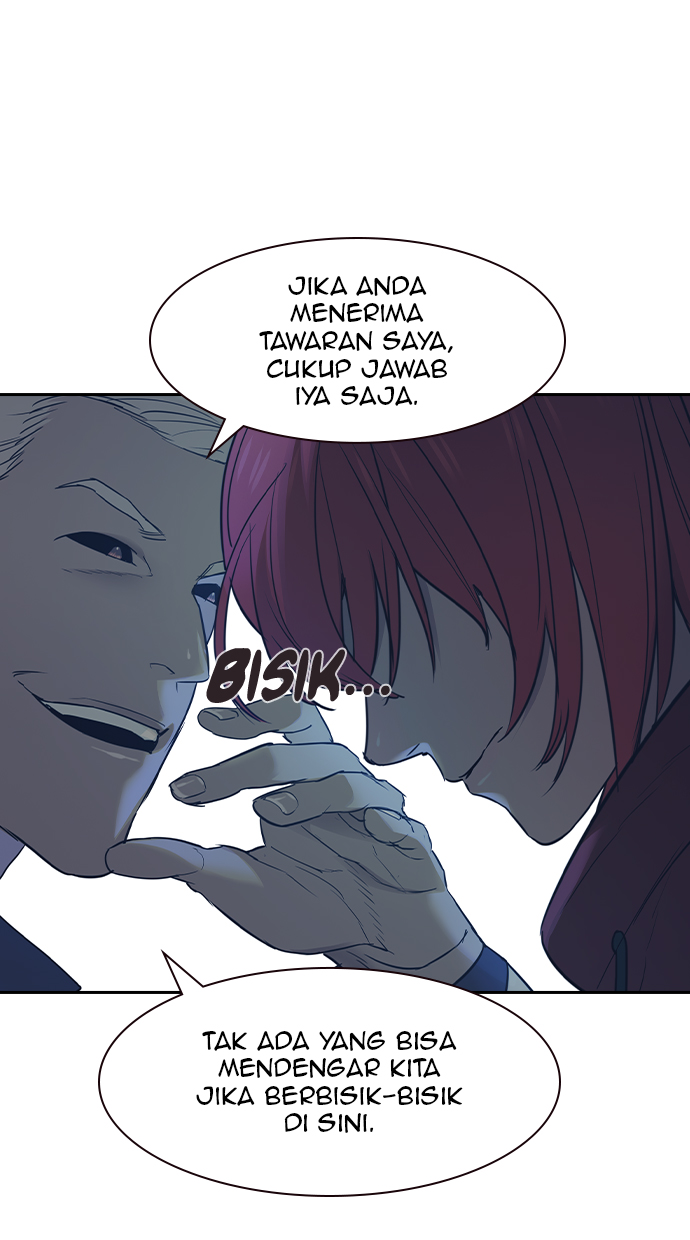 JIKA ANDA
MENERIMA
TAWARAN SAYA,
CUKUP JAWAB
IYA SAJA.
BISIK...
TAK ADA YANG BISA
MENDENGAR KITA
JIKA BERBISIK-BISIK
DI SINI.